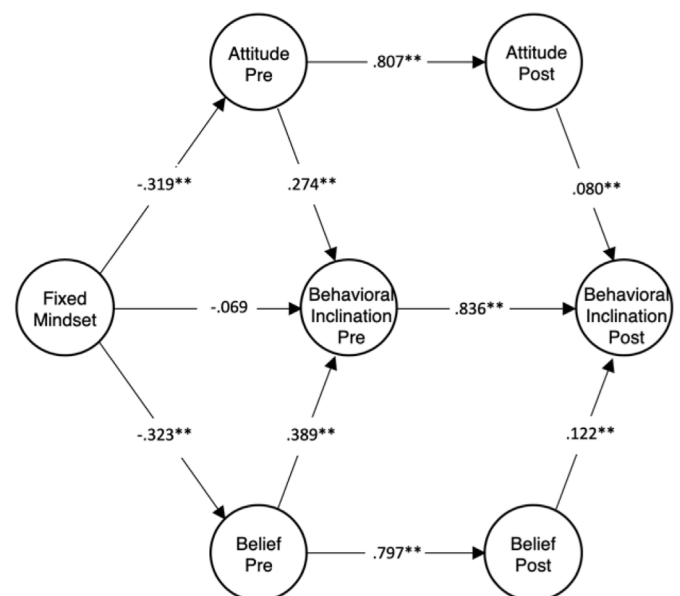 Attitude
Pre
.807**
Attitude
Post
-.319**
.274**
.080**
Fixed
Mindset
-.069
Behavioral
Inclination
Pre
.836**
Behavioral
Inclination
Post
-.323**
.389**
.122**
Belief
Pre
.797**
Belief
Post